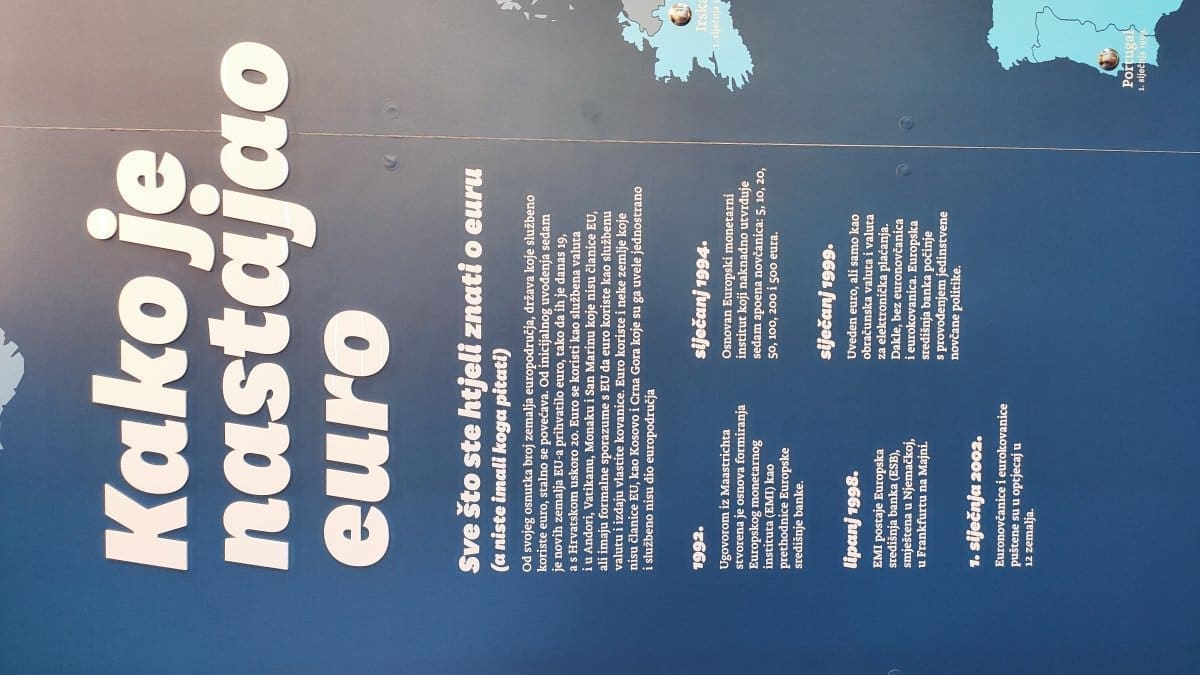 Kako je
nastajao
euro
Sve što ste htjeli znati o euru
(a niste imali koga pitati)
Od svojeg osmutka broj zemalja europodručja, država koje službeno
koriste euro, stalno se povećava. Od inicijalnog uvođenja sedam
je novih zemalja EU-a prihvatilo euro, tako da ih je danas 19,
a s Hrvatskom uskoro 20. Euro se koristi kao službena valuta
i u Andori, Vatikanu, Monaku i San Marinu koje nisu članice EU,
ali imaju formalne sporazume s EU da euro koriste kao službenu
valutu i izdaju vlastite kovanice. Euro koriste i neke zemlje koje
nisu članice EU, kao Kosovo i Crna Gora koje su ga uvele jednostrano
i službeno nisu dio europodručja
1992.
Ugovorom iz Maastrichta
stvorena je osnova formiranja
Europskog monetarnog
instituta (EMI) kao
prethodnice Europske
središnje banke.
siječanj 1994.
Osnovan Europski monetarni
institut koji naknadno utvrđuje
sedam apoena novčanica: 5, 10, 20,
50, 100, 200 i 500 eura.
lipanj 1998.
EMI postaje Europska
središnja banka (ESB),
smještena u Njemačkoj,
u Frankfurtu na Majni.
siječanj 1999.
Uveden euro, ali samo kao
obračunska valuta i valuta
za elektronička plaćanja.
Dakle, bez euronovčanica
i eurokovanica. Europska
središnja banka počinje
s provođenjem jedinstvene
novčane politike.
1. siječnja 2002.
Euronovčanice i eurokovanice
puštene su u optjecaj u
12 zemalja.
Irska
1. siječnja
Portugal
1. siječnja 1999.